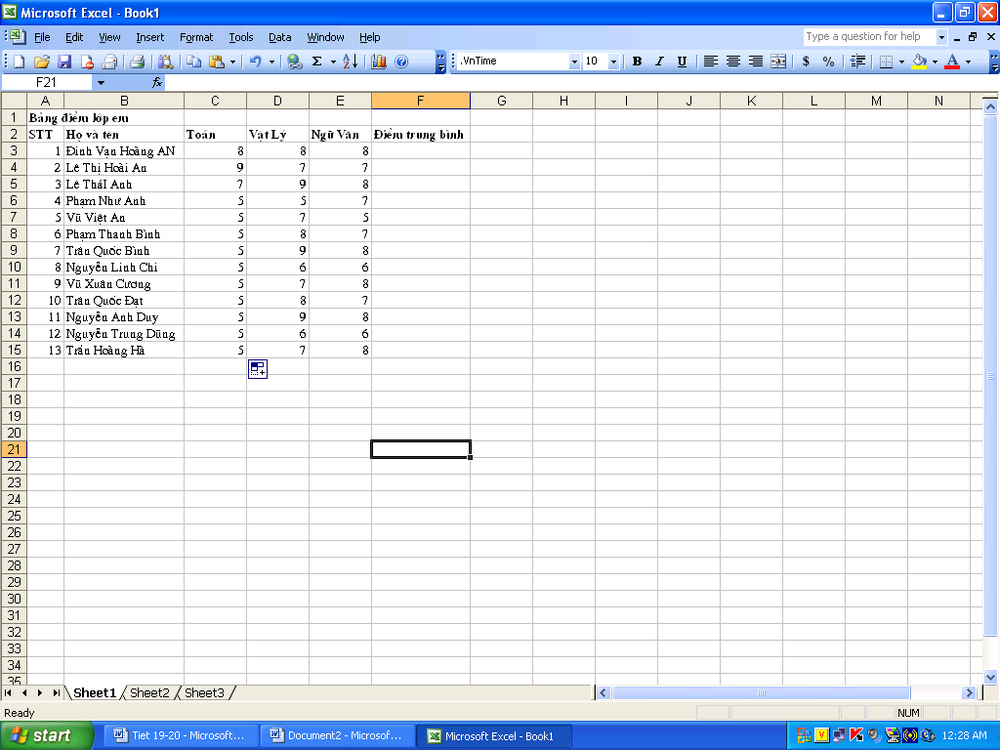 Microsoft Excel - Book1
File Edit View Insert Format Tools Data Window Help
Type a question for help
.VnTime 10 B I U $ %
F21 fx
A B C D E F G H I J K L M N
1 Bảng điểm lớp em
2 STT Họ và tên Toán Vật Lý Ngữ Văn Điểm trung bình
3 1 Đinh Vạn Hoàng AN 8 8 8
4 2 Lê Thị Hoài An 9 7 7
5 3 Lê TháI Anh 7 9 8
6 4 Phạm Như Anh 5 5 7
7 5 Vũ Việt An 5 7 5
8 6 Phạm Thanh Bình 5 8 7
9 7 Trần Quốc Bình 5 9 8
10 8 Nguyễn Linh Chi 5 6 6
11 9 Vũ Xuân Cương 5 7 8
12 10 Trần Quốc Đạt 5 8 7
13 11 Nguyễn Anh Duy 5 9 8
14 12 Nguyễn Trung Dũng 5 6 6
15 13 Trần Hoàng Hà 5 7 8
16
17
18
19
20
21
22
23
24
25
26
27
28
29
30
31
32
33
34
35
Sheet1 Sheet2 Sheet3
Ready NUM
start Tiet 19-20 - Microsoft... Document2 - Microsof... Microsoft Excel - Book1 12:28 AM